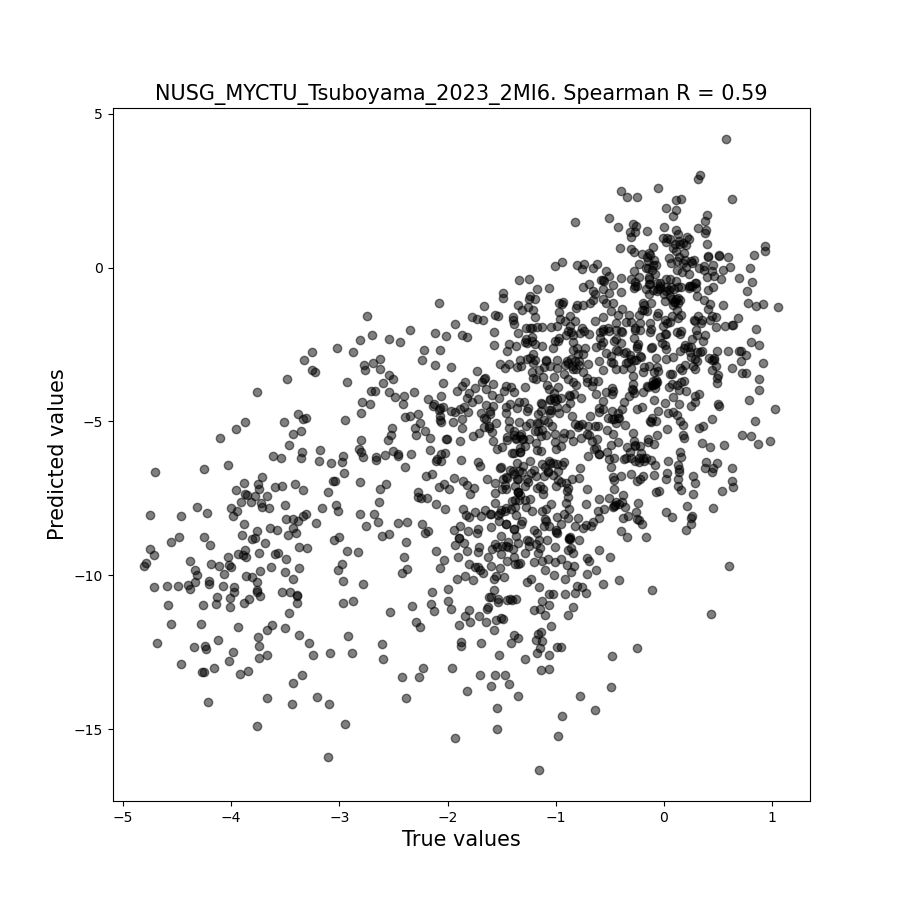 NUSG_MYCTU_Tsuboyama_2023_2MI6. Spearman R = 0.59
5
0
−5
−10
−15
Predicted values
−5 −4 −3 −2 −1 0 1
True values